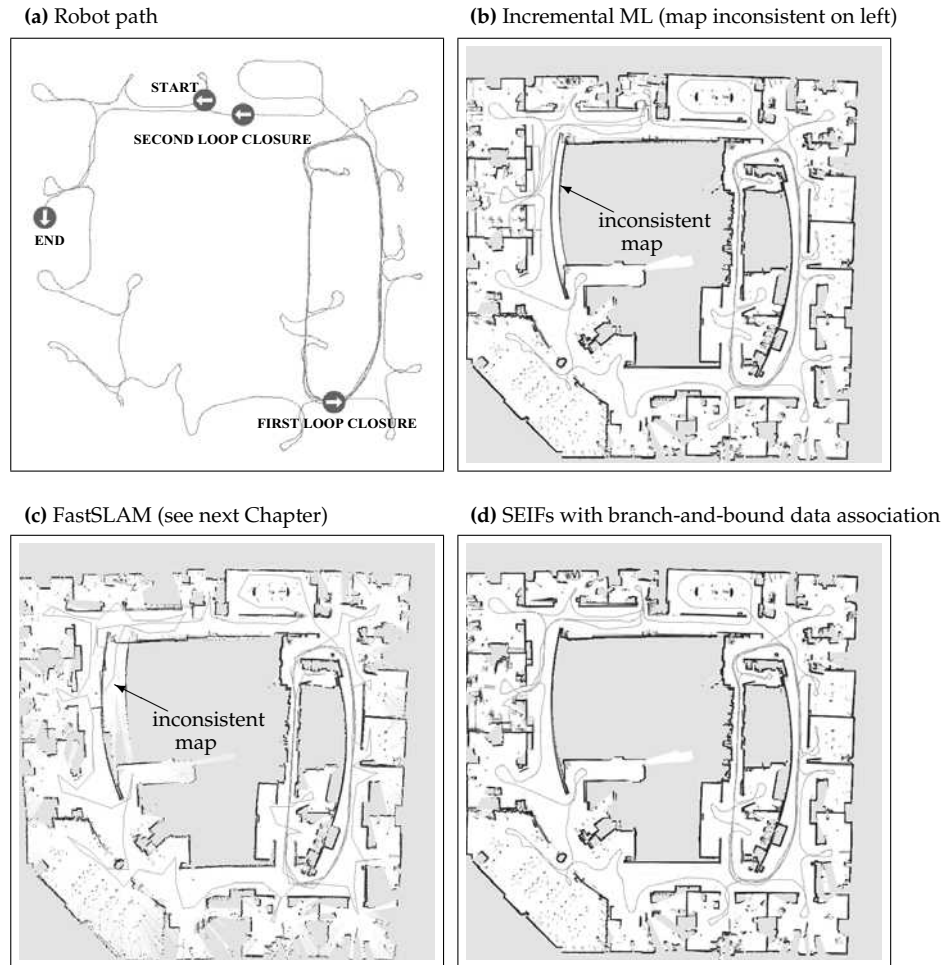 (a) Robot path
(b) Incremental ML (map inconsistent on left)
START
SECOND LOOP CLOSURE
END
FIRST LOOP CLOSURE
inconsistent
map
(c) FastSLAM (see next Chapter)
(d) SEIFs with branch-and-bound data association
inconsistent
map